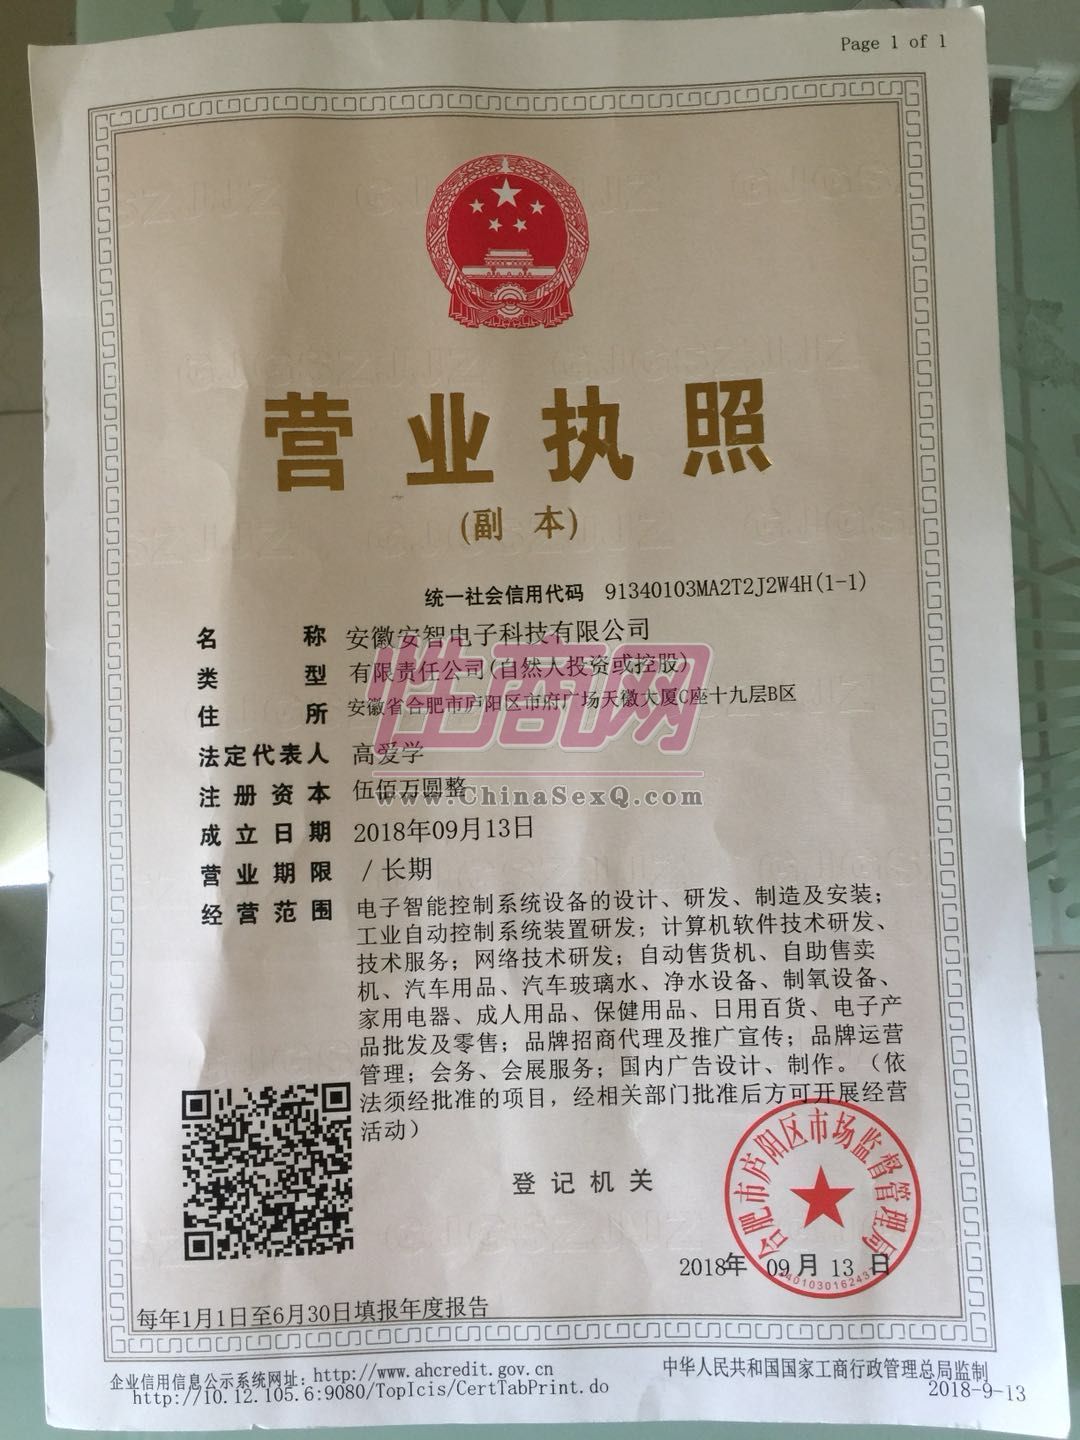 Page 1 of 1
营业执照
(副 本)
统一社会信用代码 91340103MA2T2J2W4H(1-1)
名称 安徽安智电子科技有限公司
类型 有限责任公司(自然人投资或控股)
住所 安徽省合肥市庐阳区市府广场天徽大厦C座十九层B区
法定代表人 高爱学
注册资本 伍佰万圆整
成立日期 2018年09月13日
营业期限 / 长期
经营范围 电子智能控制系统设备的设计、研发、制造及安装；
工业自动控制系统装置研发；计算机软件技术研发、
技术服务；网络技术研发；自动售货机、自助售卖
机、汽车用品、汽车玻璃水、净水设备、制氧设备、
家用电器、成人用品、保健用品、日用百货、电子产
品批发及零售；品牌招商代理及推广宣传；品牌运营
管理；会务、会展服务；国内广告设计、制作。（依
法须经批准的项目，经相关部门批准后方可开展经营
活动）
性商网
www.ChinaSexQ.com
登记机关
合肥市庐阳区市场监督管理局
2018年 09月 13日
每年1月1日至6月30日填报年度报告
企业信用信息公示系统网址：http://www.ahcredit.gov.cn
中华人民共和国国家工商行政管理总局监制
http://10.12.105.6:9080/TopIcis/CertTabPrint.do
2018-9-13